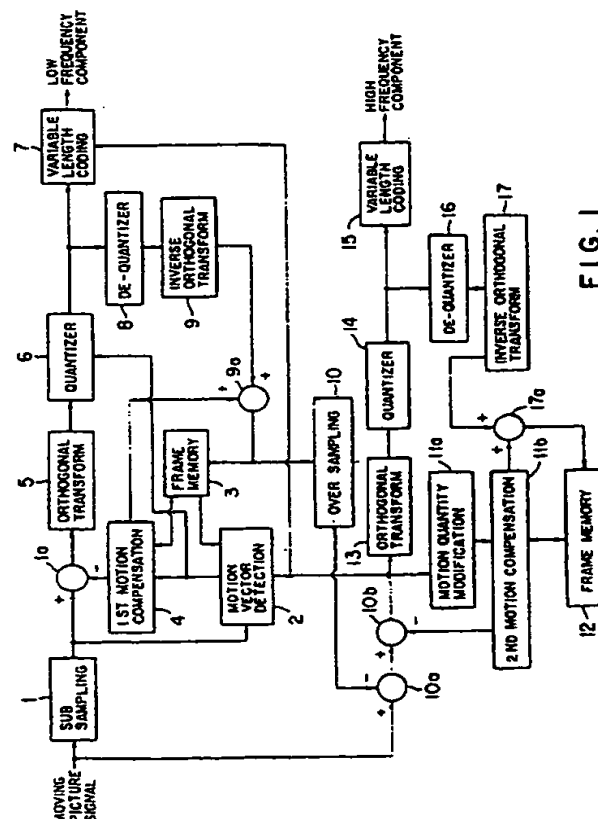 MOVING
PICTURE
SIGNAL
1
SUB
SAMPLING
1a
+
-
5
ORTHOGONAL
TRANSFORM
6
QUANTIZER
7
VARIABLE
LENGTH
CODING
LOW
FREQUENCY
COMPONENT
8
DE-QUANTIZER
9
INVERSE
ORTHOGONAL
TRANSFORM
9a
+
+
1ST MOTION
COMPENSATION
4
FRAME
MEMORY
3
MOTION
VECTOR
DETECTION
2
OVER SAMPLING
10
10a
+
-
10b
+
-
13
ORTHOGONAL
TRANSFORM
14
QUANTIZER
15
VARIABLE
LENGTH
CODING
HIGH
FREQUENCY
COMPONENT
16
DE-QUANTIZER
17
INVERSE ORTHOGONAL
TRANSFORM
17a
+
+
11a
MOTION QUANTITY
MODIFICATION
11b
2ND MOTION COMPENSATION
12
FRAME MEMORY
FIG. 1